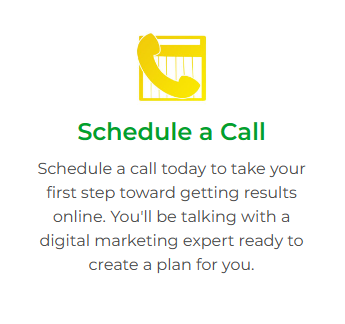 Schedule a Call
Schedule a call today to take your
first step toward getting results
online. You'll be talking with a
digital marketing expert ready to
create a plan for you.